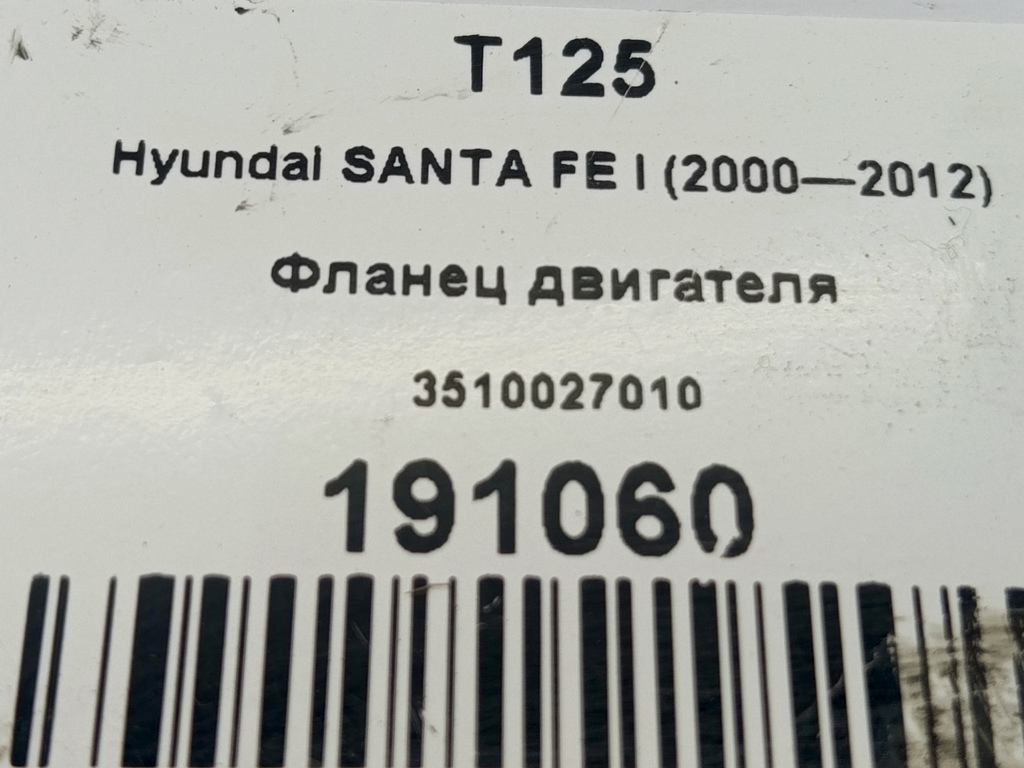 T125
Hyundai SANTA FE I (2000—2012)
Фланец двигателя
3510027010
191060